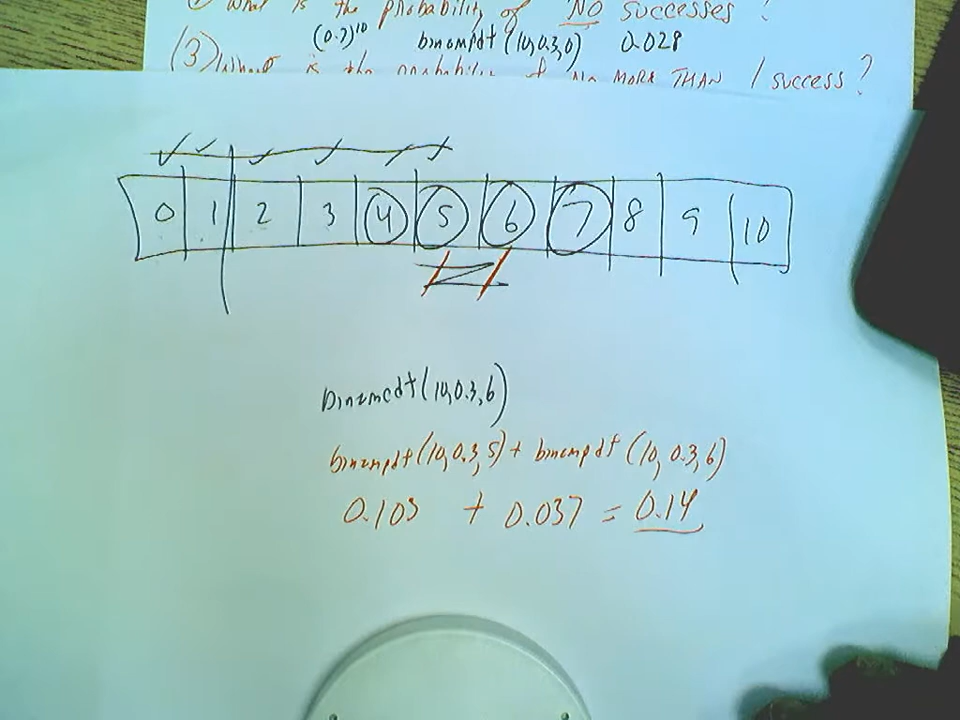 What is the probability of NO successes?
(0.7)10 binompdf (10,0.3,0) 0.028
(3) What is the probability of NO MORE THAN 1 success?
0 1 2 3 4 5 6 7 8 9 10
binomcdf(10,0.3,6)
binompdf(10,0.3,5) + binompdf (10, 0.3,6)
0.103 + 0.037 = 0.14